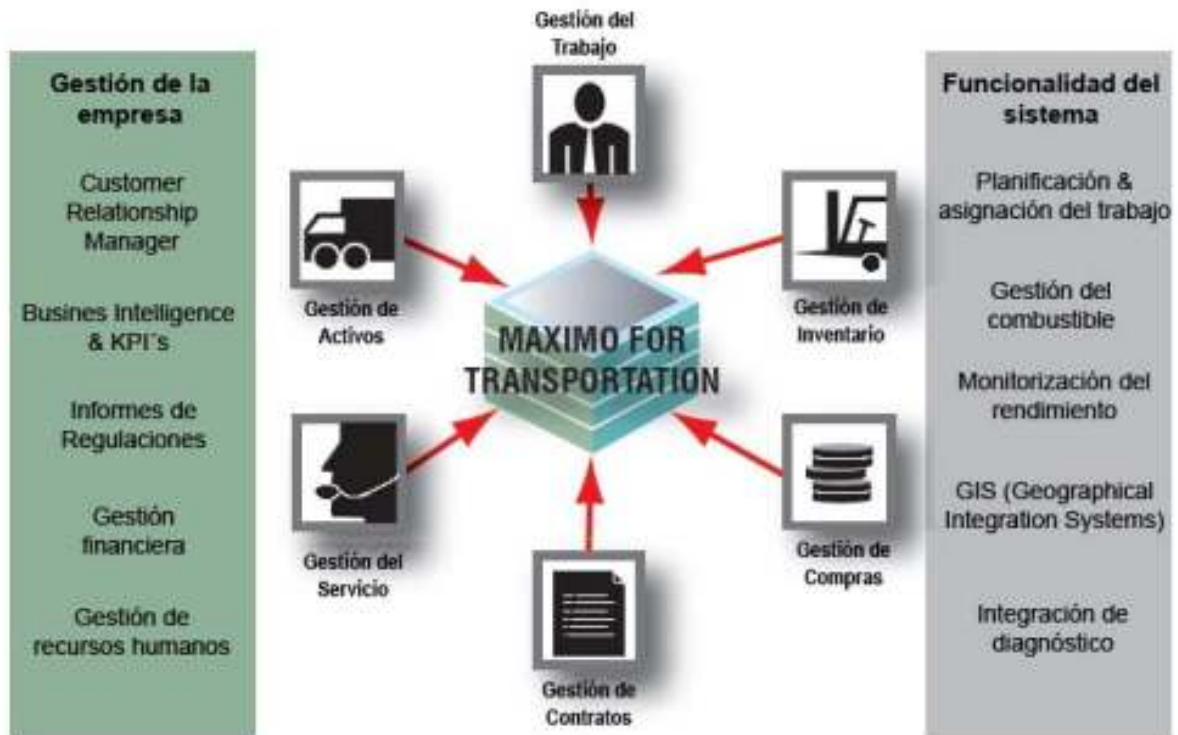 Gestión de la
empresa
Customer
Relationship
Manager
Busines Intelligence
& KPI´s
Informes de
Regulaciones
Gestión
financiera
Gestión de
recursos humanos
Gestión del
Trabajo
Gestión de
Activos
Gestión de
Inventario
MAXIMO FOR
TRANSPORTATION
Gestión del
Servicio
Gestión de
Compras
Gestión de
Contratos
Funcionalidad del
sistema
Planificación &
asignación del trabajo
Gestión del
combustible
Monitorización del
rendimiento
GIS (Geographical
Integration Systems)
Integración de
diagnóstico